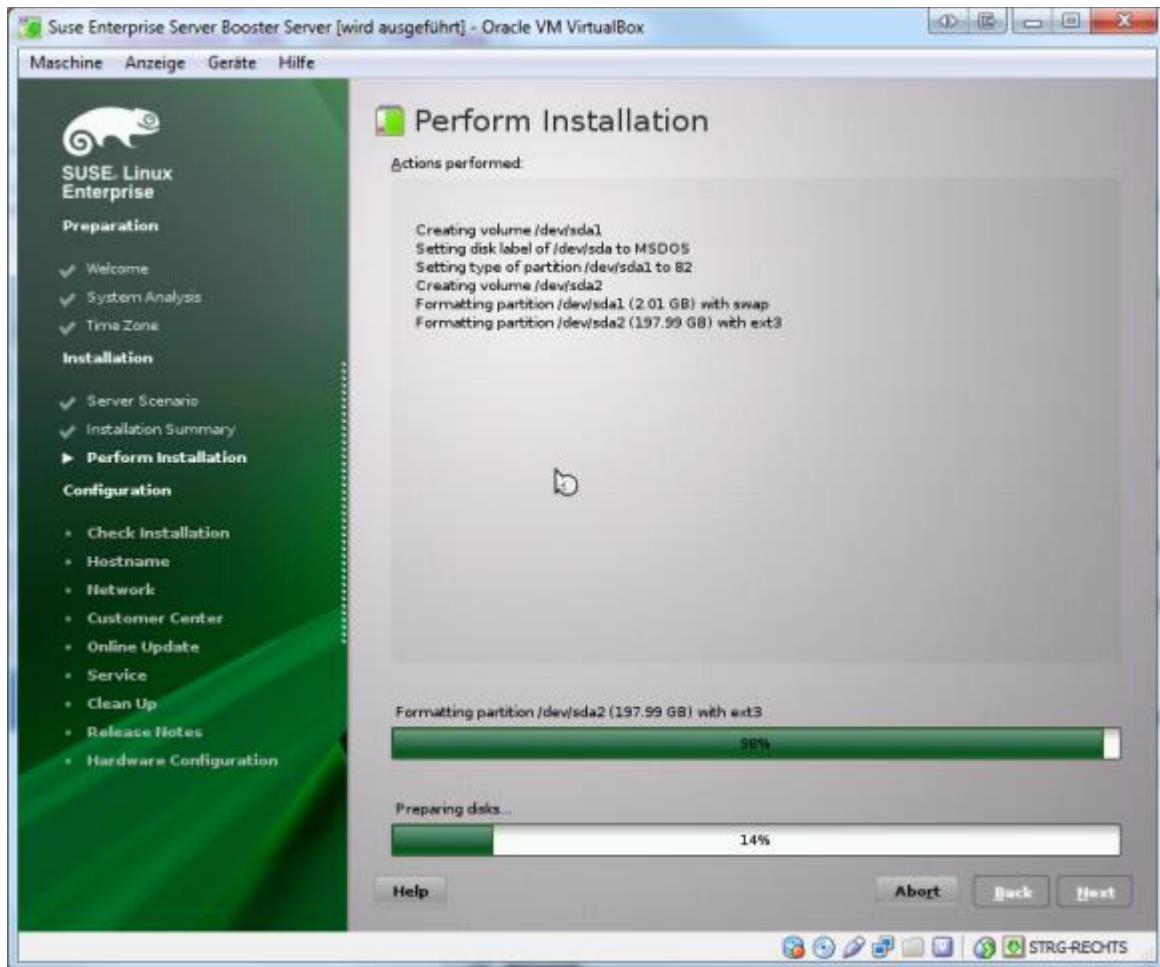 Suse Enterprise Server Booster Server [wird ausgeführt] - Oracle VM VirtualBox
Maschine Anzeige Geräte Hilfe
SUSE. Linux
Enterprise
Preparation
Welcome
System Analysis
Time Zone
Installation
Server Scenario
Installation Summary
Perform Installation
Configuration
Check Installation
Hostname
Network
Customer Center
Online Update
Service
Clean Up
Release Notes
Hardware Configuration
Perform Installation
Actions performed:
Creating volume /dev/sda1
Setting disk label of /dev/sda to MSDOS
Setting type of partition /dev/sda1 to 82
Creating volume /dev/sda2
Formatting partition /dev/sda1 (2.01 GB) with swap
Formatting partition /dev/sda2 (197.99 GB) with ext3
Formatting partition /dev/sda2 (197.99 GB) with ext3
98%
Preparing disks...
14%
Help
Abort
Back
Next
STRG-RECHTS